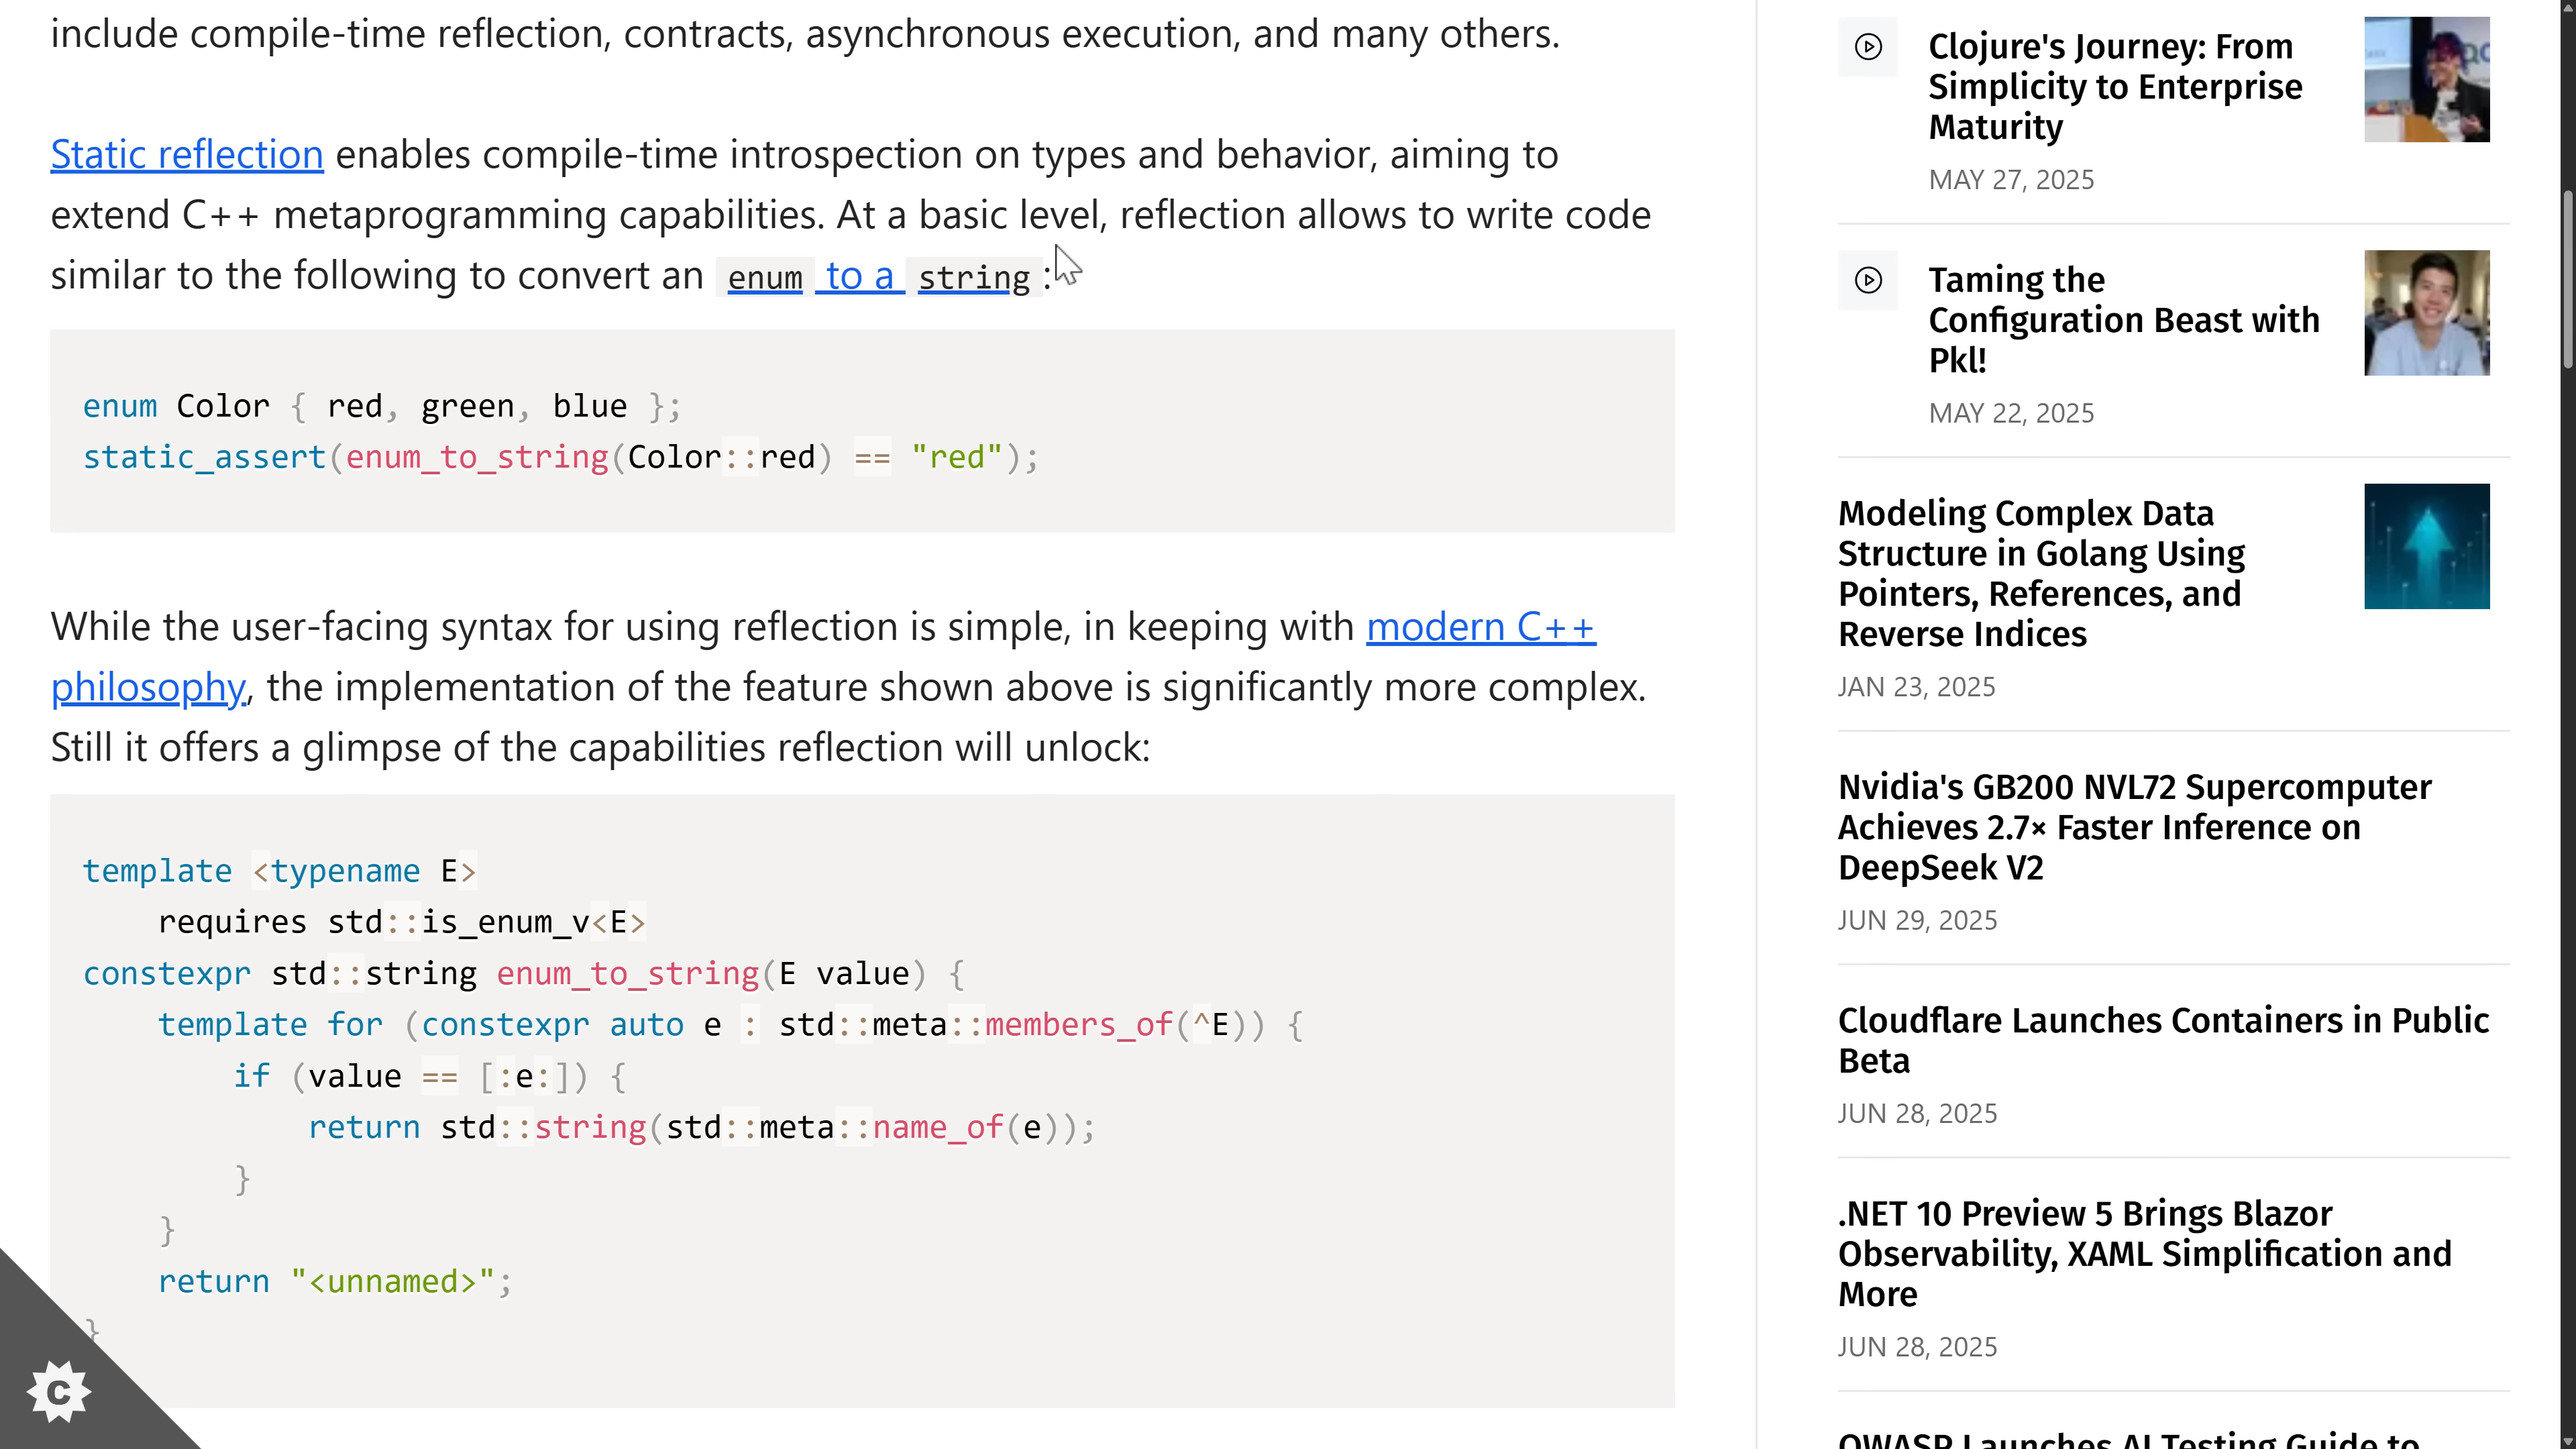 include compile-time reflection, contracts, asynchronous execution, and many others.
Static reflection enables compile-time introspection on types and behavior, aiming to
extend C++ metaprogramming capabilities. At a basic level, reflection allows to write code
similar to the following to convert an enum to a string:
enum Color { red, green, blue };
static_assert(enum_to_string(Color::red) == "red");
While the user-facing syntax for using reflection is simple, in keeping with modern C++
philosophy, the implementation of the feature shown above is significantly more complex.
Still it offers a glimpse of the capabilities reflection will unlock:
template <typename E>
    requires std::is_enum_v<E>
constexpr std::string enum_to_string(E value) {
    template for (constexpr auto e : std::meta::members_of(^E)) {
        if (value == [:e:]) {
            return std::string(std::meta::name_of(e));
        }
    }
    return "<unnamed>";
}
C
Clojure's Journey: From
Simplicity to Enterprise
Maturity
MAY 27, 2025
Taming the
Configuration Beast with
Pkl!
MAY 22, 2025
Modeling Complex Data
Structure in Golang Using
Pointers, References, and
Reverse Indices
JAN 23, 2025
Nvidia's GB200 NVL72 Supercomputer
Achieves 2.7× Faster Inference on
DeepSeek V2
JUN 29, 2025
Cloudflare Launches Containers in Public
Beta
JUN 28, 2025
.NET 10 Preview 5 Brings Blazor
Observability, XAML Simplification and
More
JUN 28, 2025
OWASP Launches AI Testing Guide to